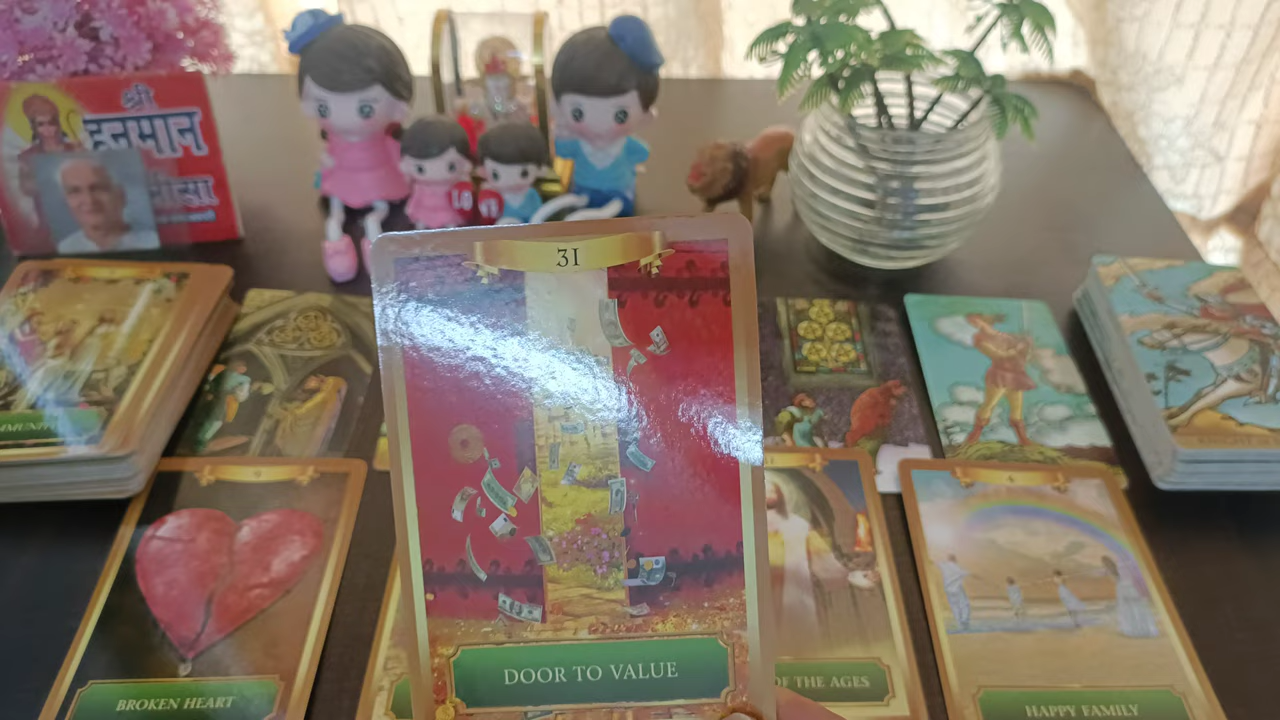 श्री
हनुमान
31
DOOR TO VALUE
BROKEN HEART
OF THE AGES
HAPPY FAMILY